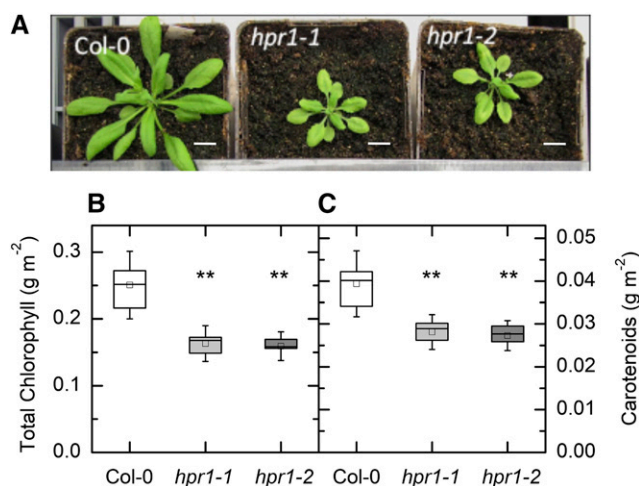 A
Col-0 hpr1-1 hpr1-2
B C
Total Chlorophyll (g m-2)
0.3
0.2
0.1
0.0
** **
** **
0.05
0.04
0.03
0.02
0.01
0.00
Carotenoids (g m-2)
Col-0 hpr1-1 hpr1-2 Col-0 hpr1-1 hpr1-2